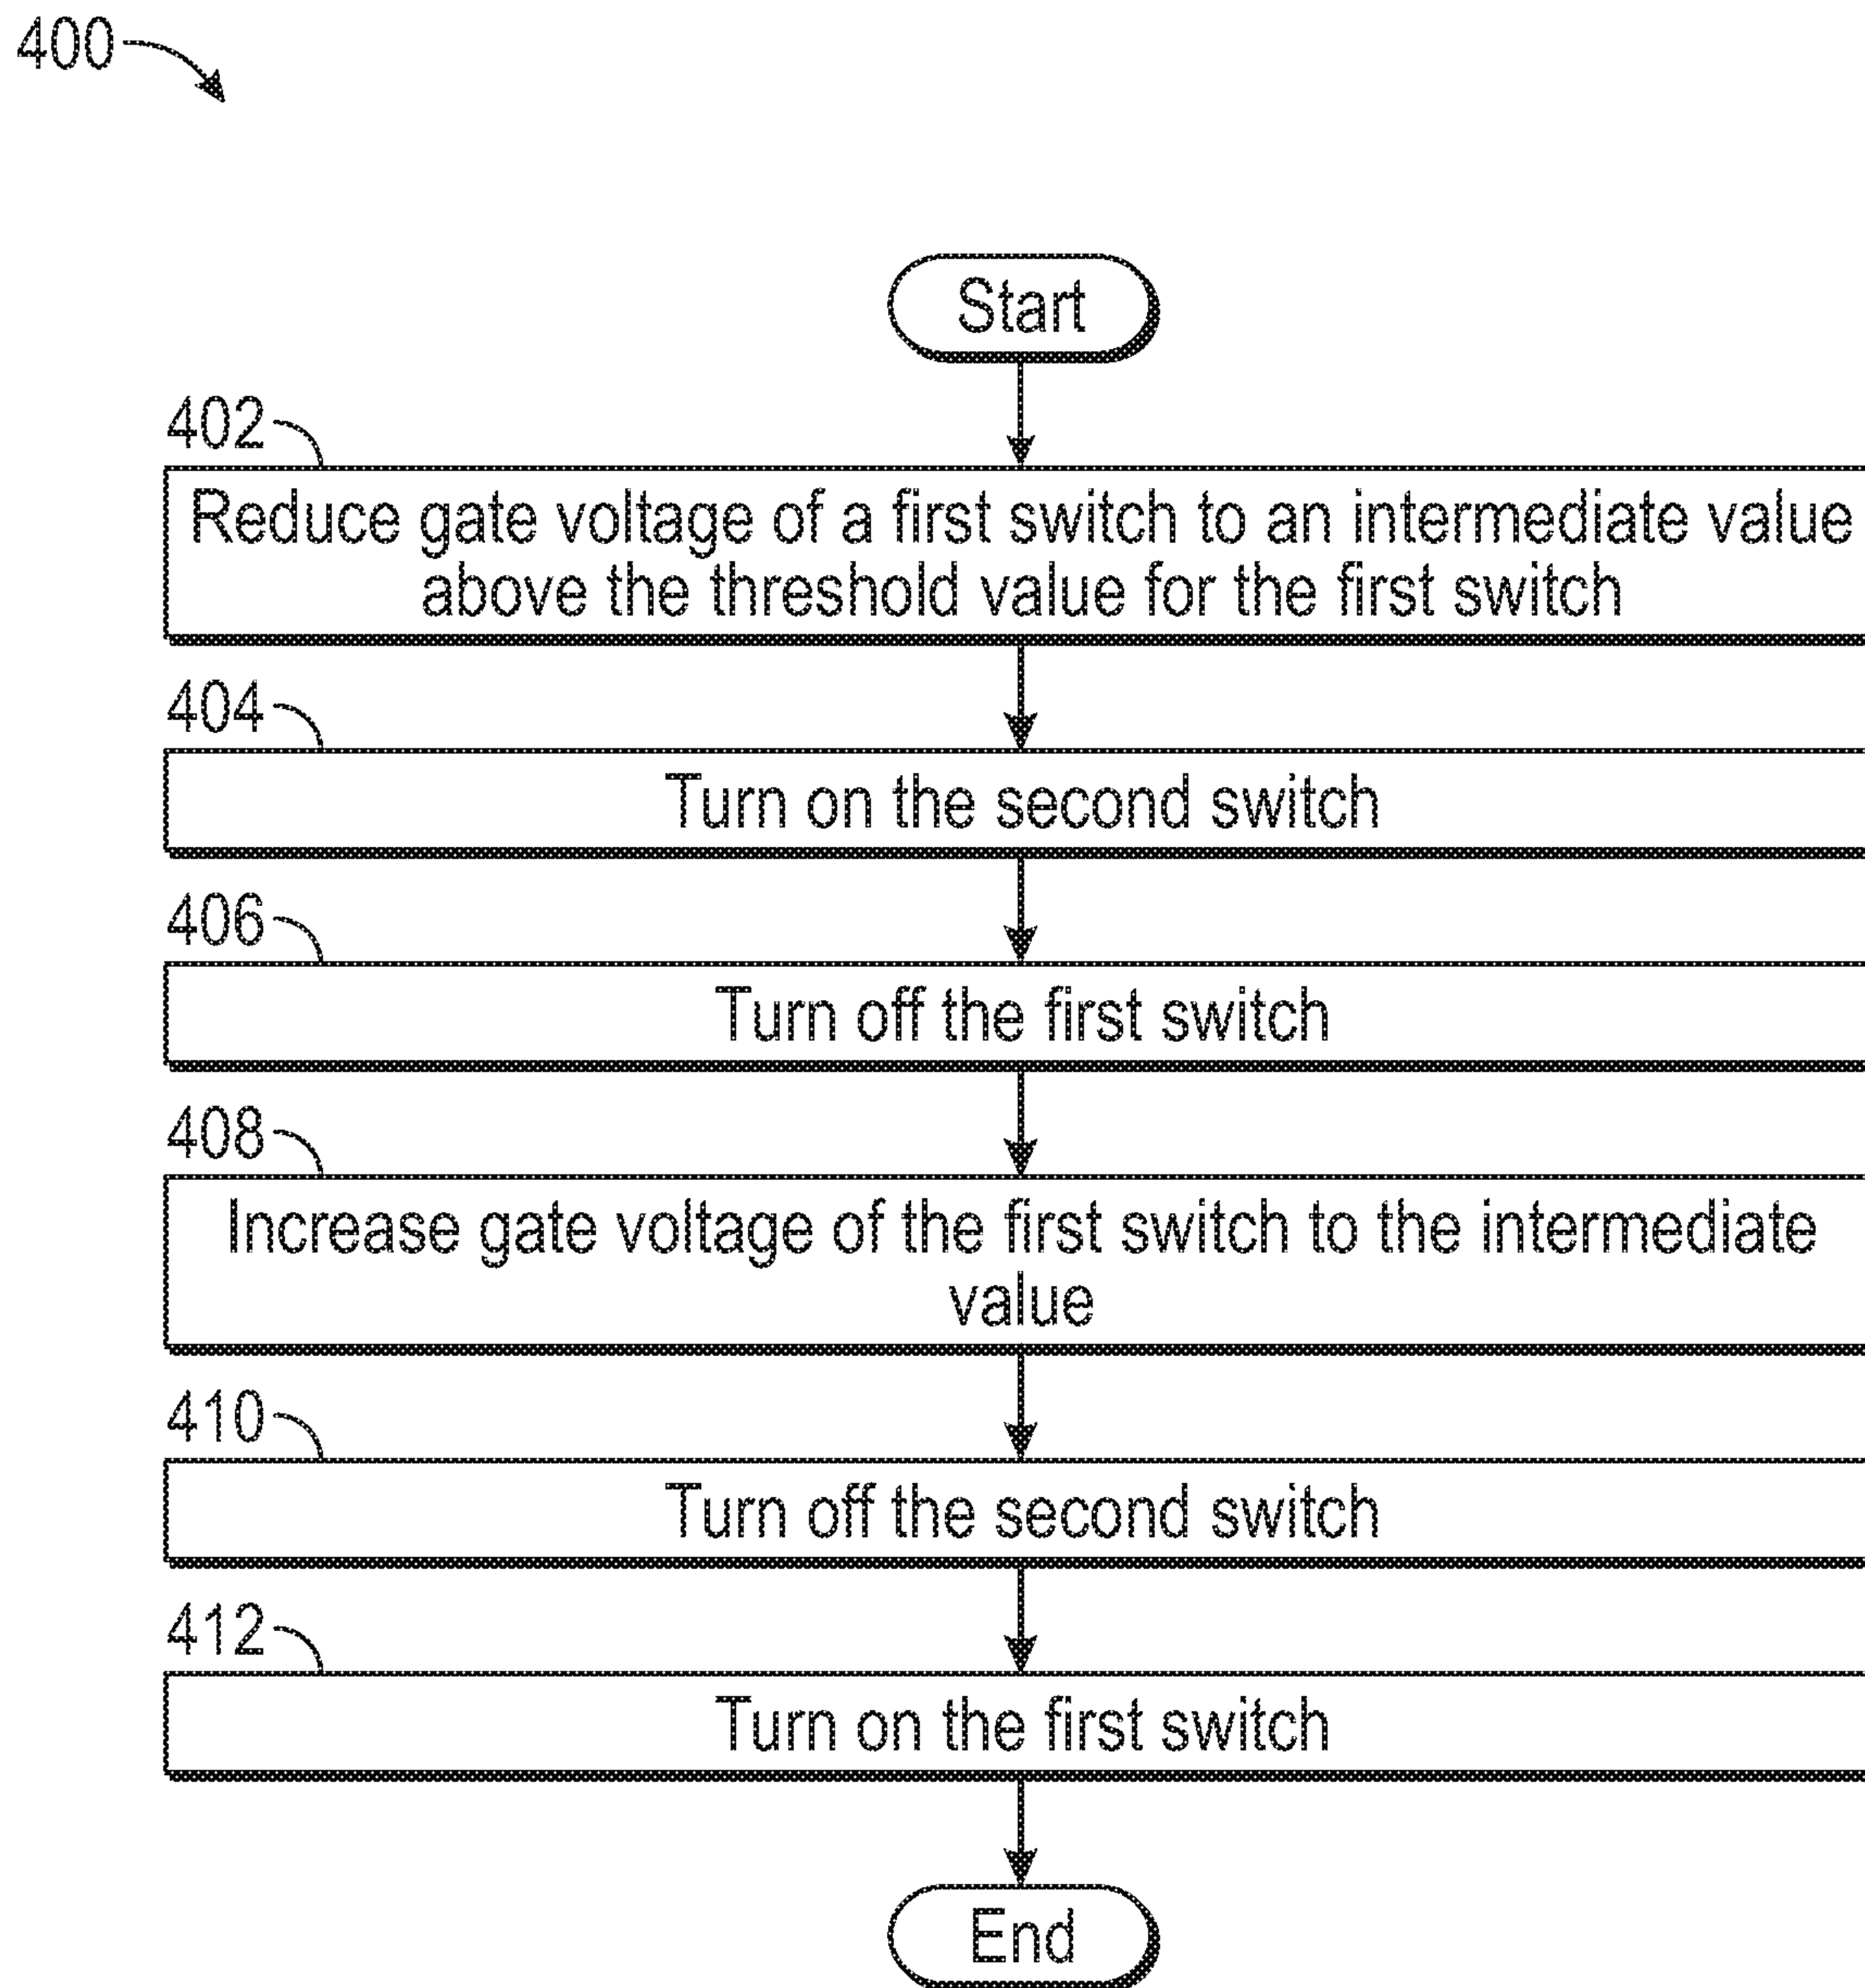 400
Start
402
Reduce gate voltage of a first switch to an intermediate value
above the threshold value for the first switch
404
Turn on the second switch
406
Turn off the first switch
408
Increase gate voltage of the first switch to the intermediate
value
410
Turn off the second switch
412
Turn on the first switch
End